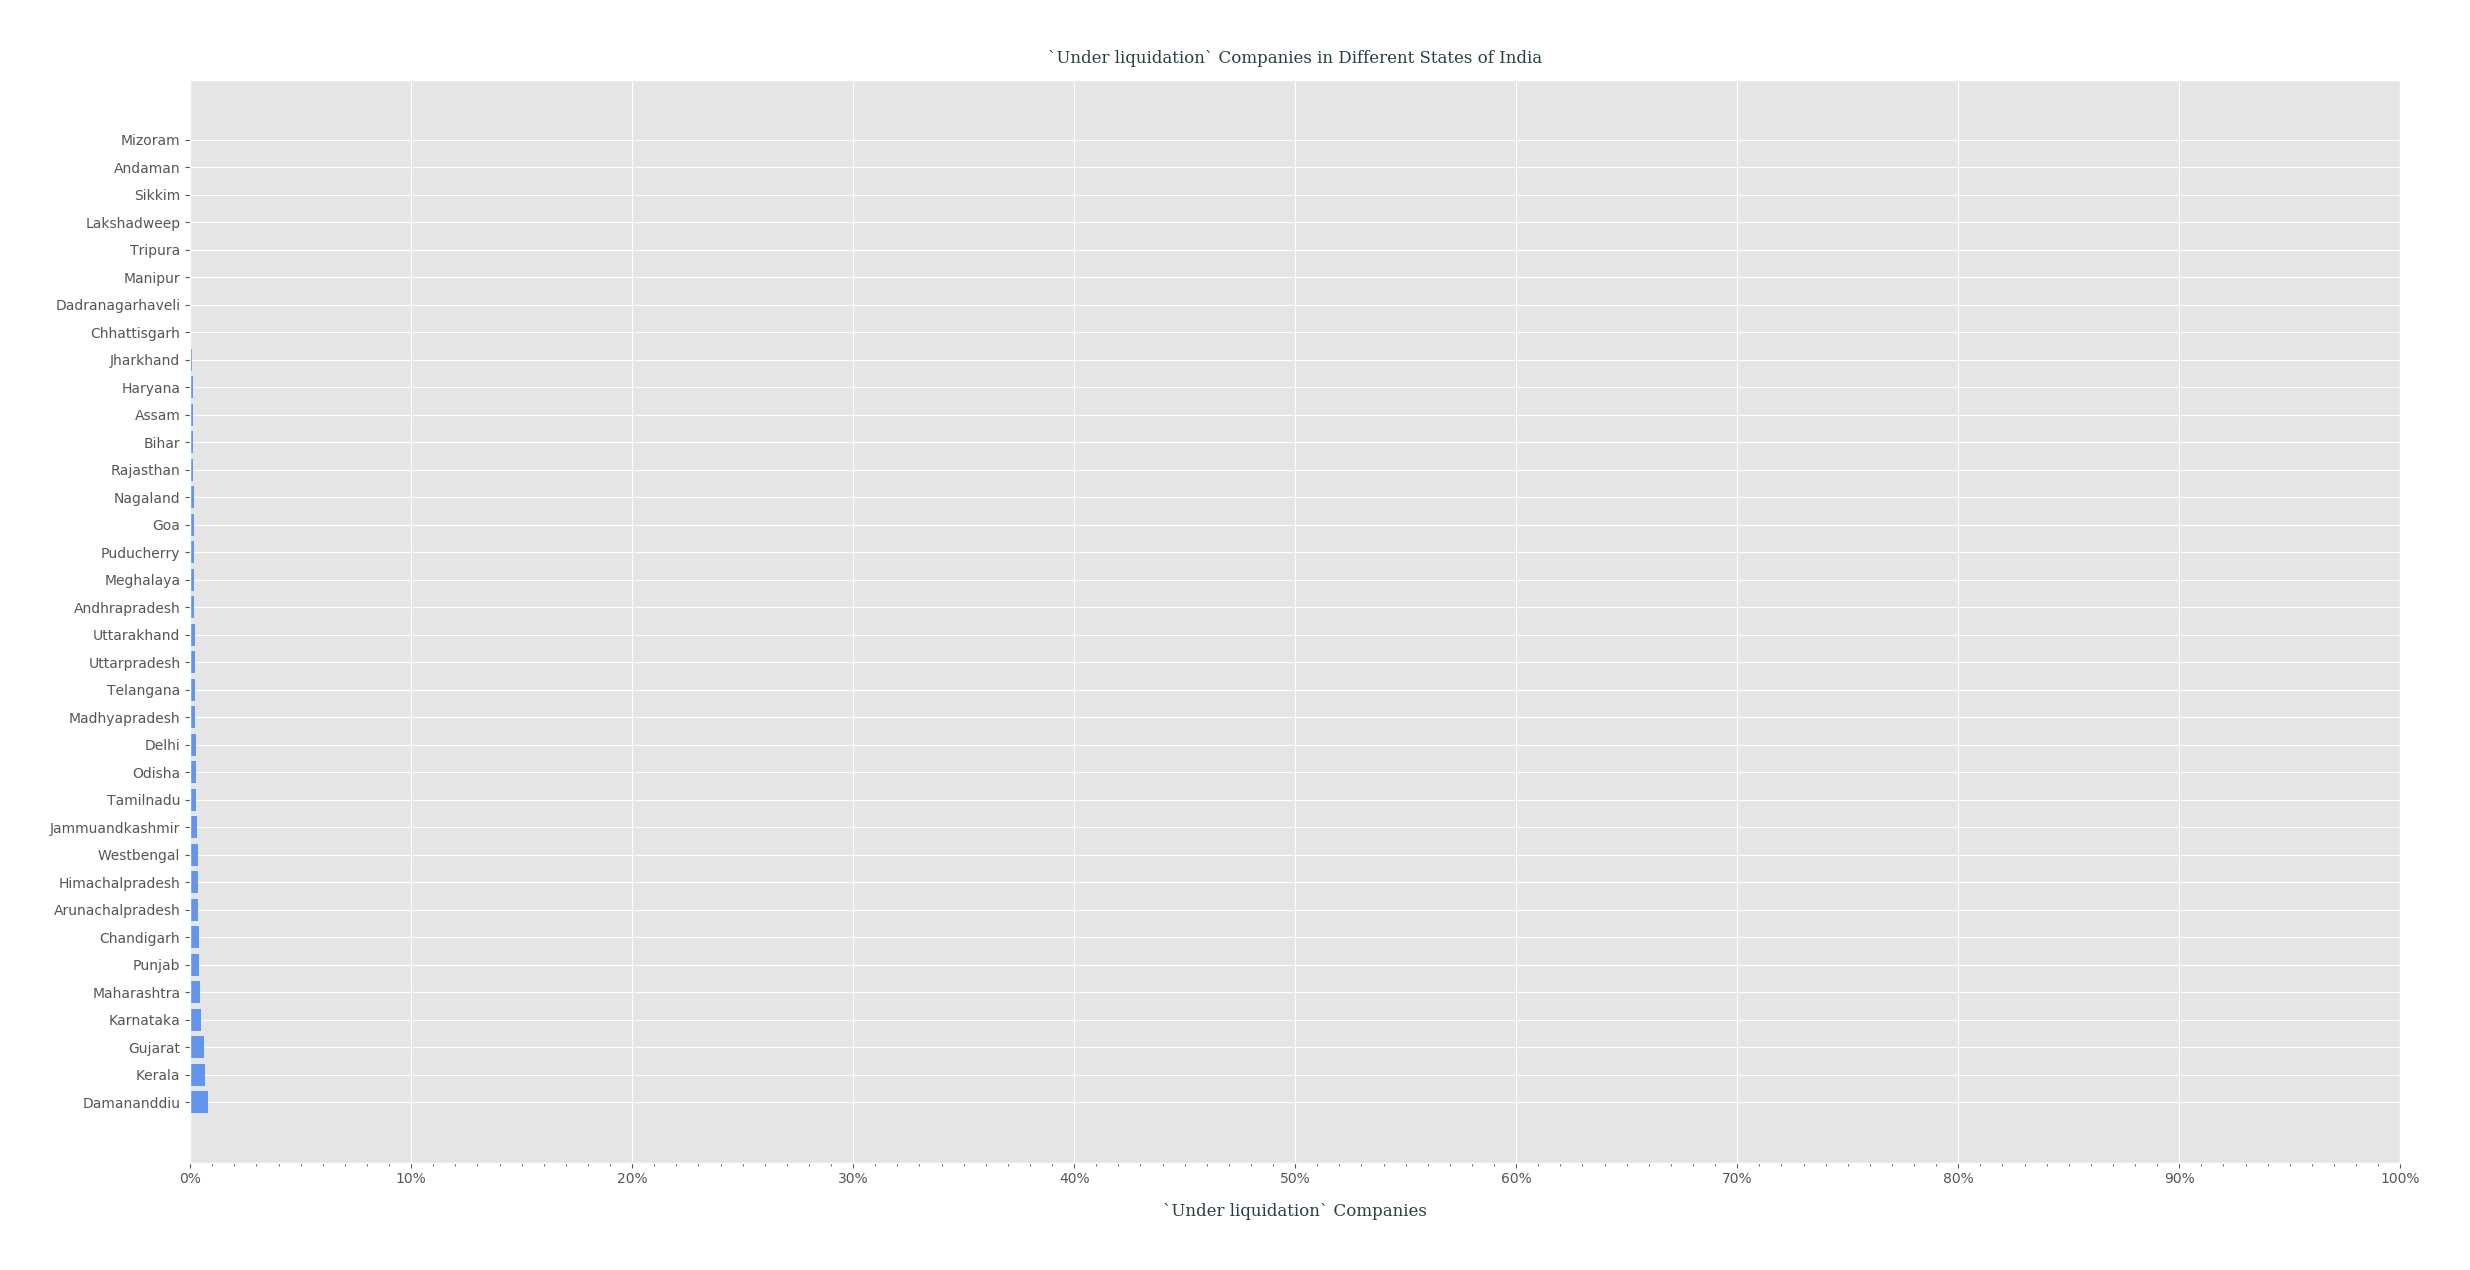 `Under liquidation` Companies in Different States of India
Mizoram
Andaman
Sikkim
Lakshadweep
Tripura
Manipur
Dadranagarhaveli
Chhattisgarh
Jharkhand
Haryana
Assam
Bihar
Rajasthan
Nagaland
Goa
Puducherry
Meghalaya
Andhrapradesh
Uttarakhand
Uttarpradesh
Telangana
Madhyapradesh
Delhi
Odisha
Tamilnadu
Jammuandkashmir
Westbengal
Himachalpradesh
Arunachalpradesh
Chandigarh
Punjab
Maharashtra
Karnataka
Gujarat
Kerala
Damananddiu
0% 10% 20% 30% 40% 50% 60% 70% 80% 90% 100%
`Under liquidation` Companies